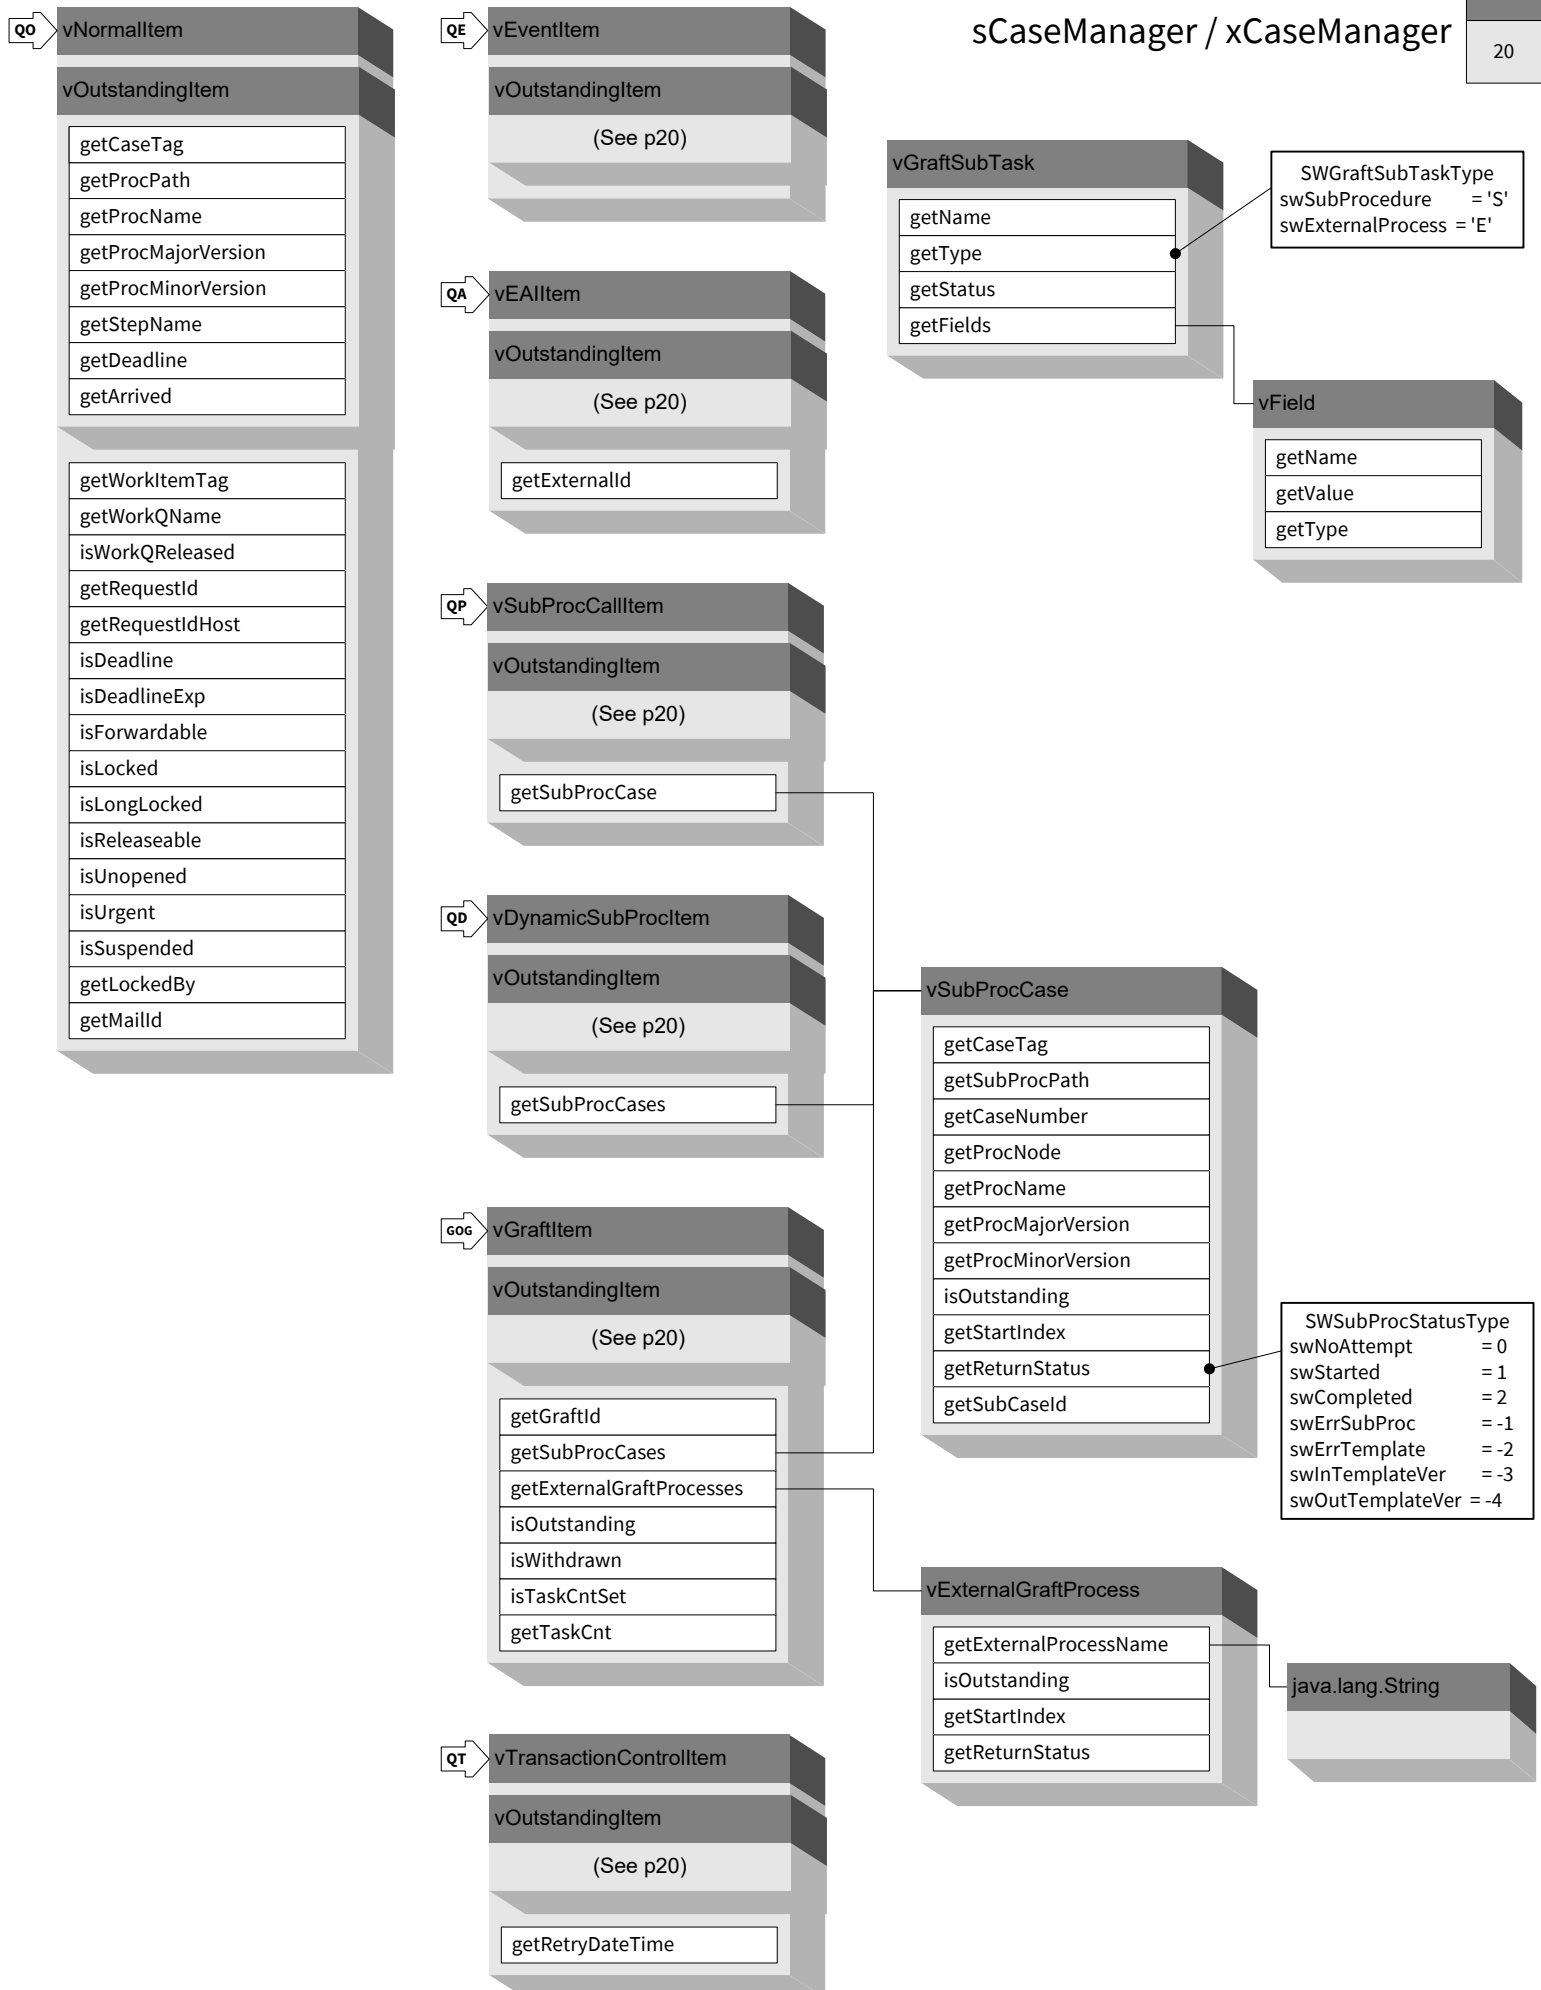 sCaseManager / xCaseManager
20
QO
vNormalItem
vOutstandingItem
getCaseTag
getProcPath
getProcName
getProcMajorVersion
getProcMinorVersion
getStepName
getDeadline
getArrived
getWorkItemTag
getWorkQName
isWorkQReleased
getRequestId
getRequestIdHost
isDeadline
isDeadlineExp
isForwardable
isLocked
isLongLocked
isReleaseable
isUnopened
isUrgent
isSuspended
getLockedBy
getMailId
QE
vEventItem
vOutstandingItem
(See p20)
QA
vEAIItem
vOutstandingItem
(See p20)
getExternalId
QP
vSubProcCallItem
vOutstandingItem
(See p20)
getSubProcCase
QD
vDynamicSubProcItem
vOutstandingItem
(See p20)
getSubProcCases
GOG
vGraftItem
vOutstandingItem
(See p20)
getGraftId
getSubProcCases
getExternalGraftProcesses
isOutstanding
isWithdrawn
isTaskCntSet
getTaskCnt
QT
vTransactionControlItem
vOutstandingItem
(See p20)
getRetryDateTime
vGraftSubTask
getName
getType
getStatus
getFields
SWGraftSubTaskType
swSubProcedure = 'S'
swExternalProcess = 'E'
vField
getName
getValue
getType
vSubProcCase
getCaseTag
getSubProcPath
getCaseNumber
getProcNode
getProcName
getProcMajorVersion
getProcMinorVersion
isOutstanding
getStartIndex
getReturnStatus
getSubCaseId
SWSubProcStatusType
swNoAttempt = 0
swStarted = 1
swCompleted = 2
swErrSubProc = -1
swErrTemplate = -2
swInTemplateVer = -3
swOutTemplateVer = -4
vExternalGraftProcess
getExternalProcessName
isOutstanding
getStartIndex
getReturnStatus
java.lang.String